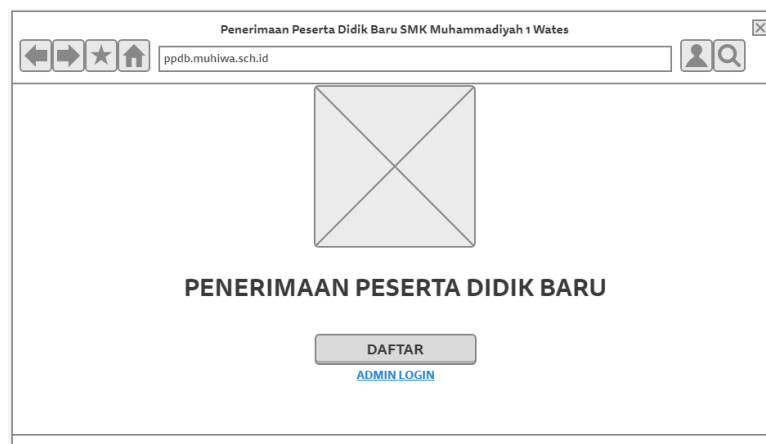 Penerimaan Peserta Didik Baru SMK Muhammadiyah 1 Wates
ppdb.muhiwa.sch.id
PENERIMAAN PESERTA DIDIK BARU
DAFTAR
ADMIN LOGIN